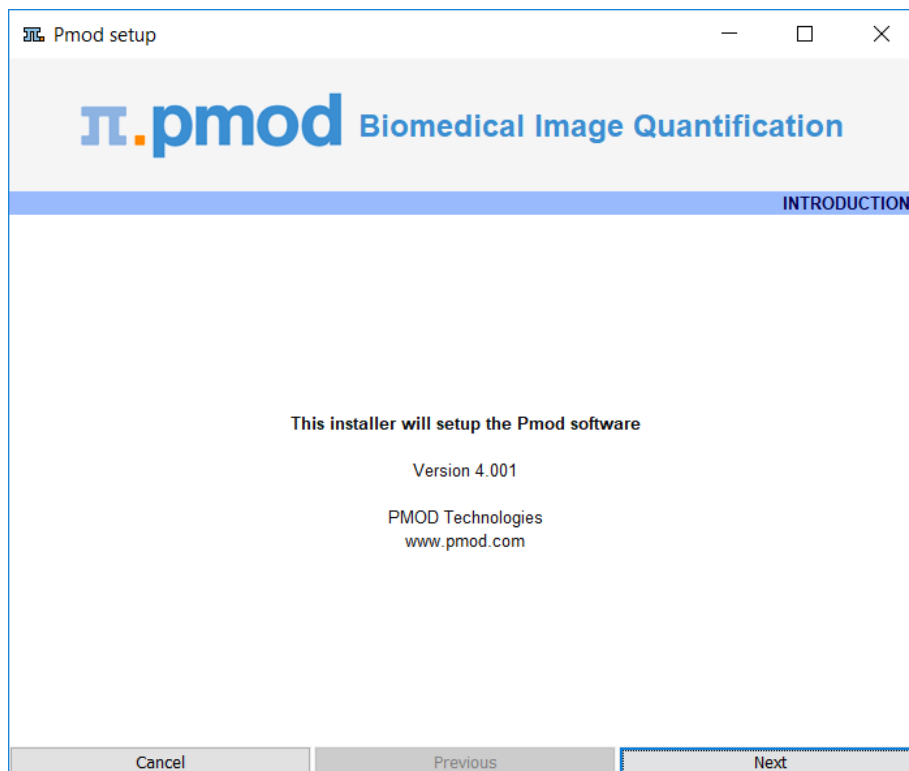 Pmod setup
π.pmod Biomedical Image Quantification
INTRODUCTION
This installer will setup the Pmod software
Version 4.001
PMOD Technologies
www.pmod.com
Cancel Previous Next